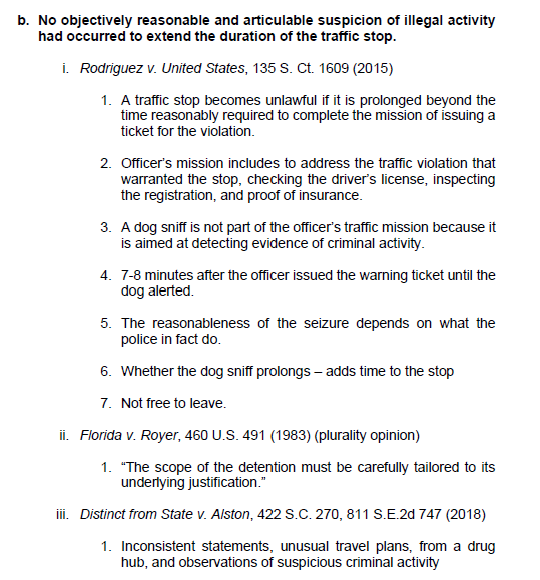 b. No objectively reasonable and articulable suspicion of illegal activity
had occurred to extend the duration of the traffic stop.
i. Rodriguez v. United States, 135 S. Ct. 1609 (2015)
1. A traffic stop becomes unlawful if it is prolonged beyond the
time reasonably required to complete the mission of issuing a
ticket for the violation.
2. Officer's mission includes to address the traffic violation that
warranted the stop, checking the driver's license, inspecting
the registration, and proof of insurance.
3. A dog sniff is not part of the officer's traffic mission because it
is aimed at detecting evidence of criminal activity.
4. 7-8 minutes after the officer issued the warning ticket until the
dog alerted.
5. The reasonableness of the seizure depends on what the
police in fact do.
6. Whether the dog sniff prolongs – adds time to the stop
7. Not free to leave.
ii. Florida v. Royer, 460 U.S. 491 (1983) (plurality opinion)
1. “The scope of the detention must be carefully tailored to its
underlying justification.”
iii. Distinct from State v. Alston, 422 S.C. 270, 811 S.E.2d 747 (2018)
1. Inconsistent statements, unusual travel plans, from a drug
hub, and observations of suspicious criminal activity